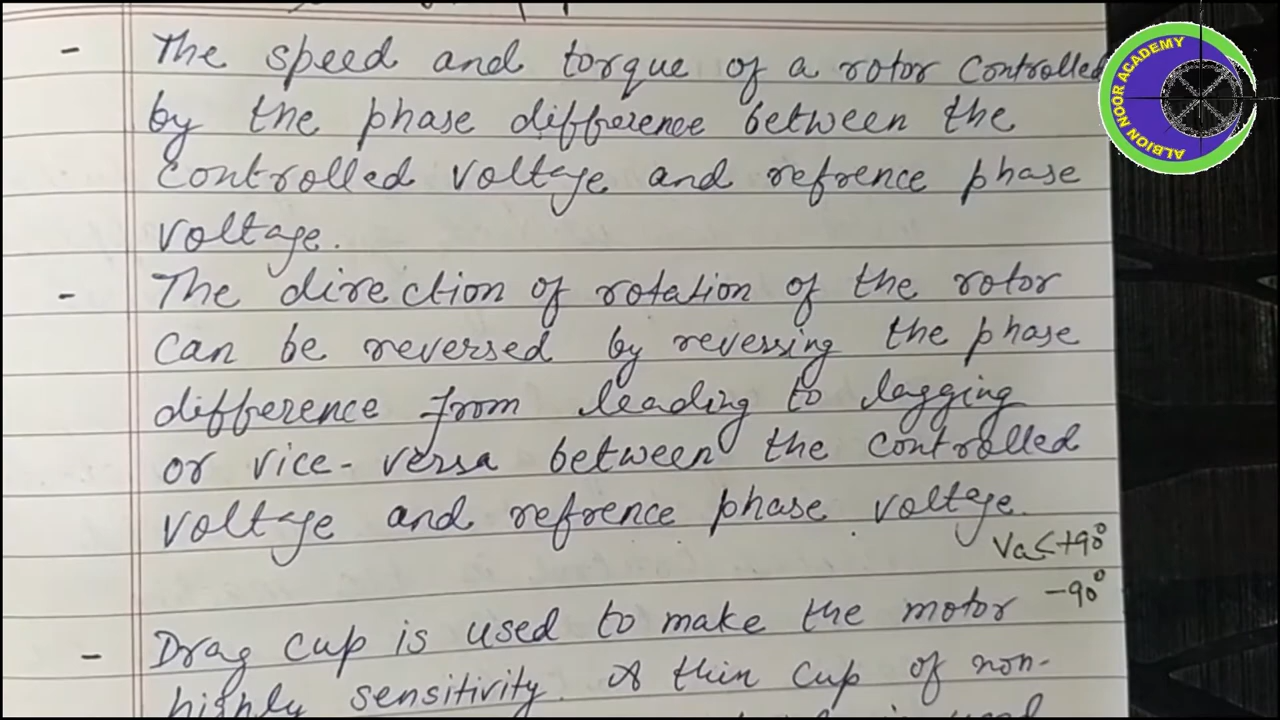 - The speed and torque of a rotor controlled
by the phase difference between the
controlled voltage and refrence phase
voltage.
- The direction of rotation of the rotor
can be reversed by reversing the phase
difference from leading to lagging
or vice-versa between the controlled
voltage and refrence phase voltage.
Va∠+90°
-90°
- Drag cup is used to make the motor
highly sensitivity. A thin cup of non-
used
ALBION NOOR ACADEMY